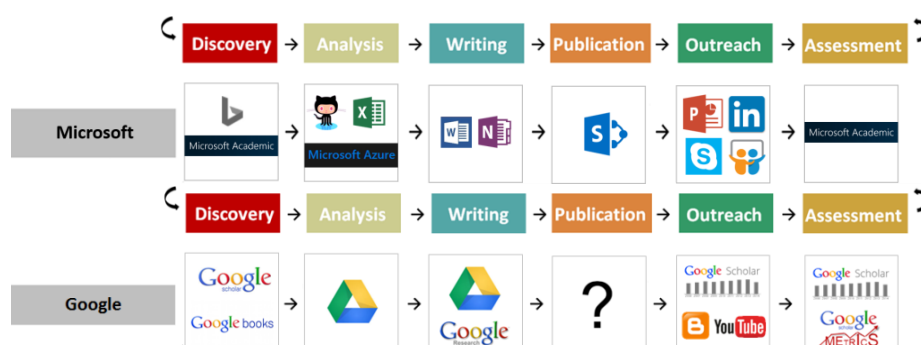 Discovery Analysis Writing Publication Outreach Assessment
Microsoft
Microsoft Academic
X
Microsoft Azure
W N
S
P in
S
Microsoft Academic
Discovery Analysis Writing Publication Outreach Assessment
Google
Google
scholar
Google books
Google
Research
?
Google Scholar
B YouTube
Google Scholar
Google
scholar
METRICS